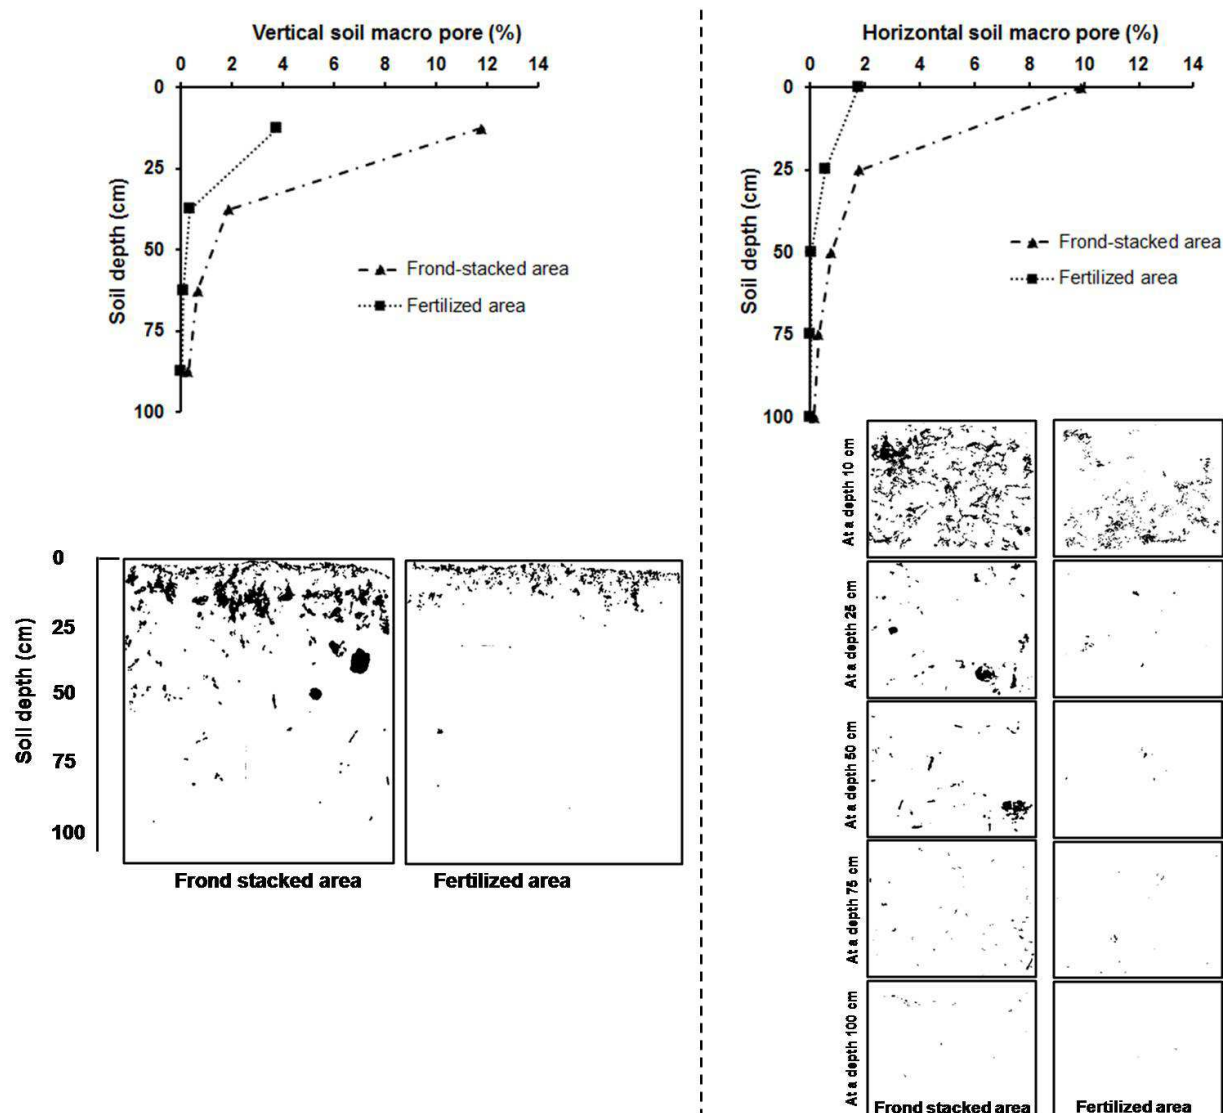 Vertical soil macro pore (%)
0 2 4 6 8 10 12 14
0
25
50
75
100
Soil depth (cm)
Frond-stacked area
Fertilized area
0
25
50
75
100
Soil depth (cm)
Frond stacked area
Fertilized area
Horizontal soil macro pore (%)
0 2 4 6 8 10 12 14
0
25
50
75
100
Soil depth (cm)
Frond-stacked area
Fertilized area
At a depth 10 cm
At a depth 25 cm
At a depth 50 cm
At a depth 75 cm
At a depth 100 cm
Frond stacked area
Fertilized area